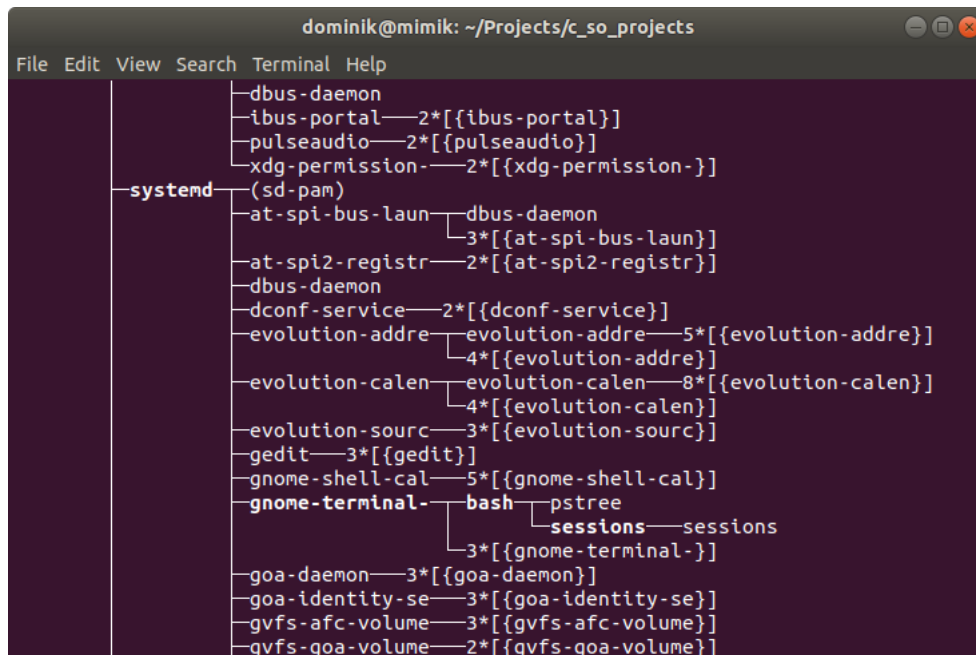 dominik@mimik: ~/Projects/c_so_projects
File Edit View Search Terminal Help
├─dbus-daemon
├─ibus-portal───2*[{ibus-portal}]
├─pulseaudio───2*[{pulseaudio}]
└─xdg-permission-───2*[{xdg-permission-}]
├─systemd─┬─(sd-pam)
├─at-spi-bus-laun─┬─dbus-daemon
└─3*[{at-spi-bus-laun}]
├─at-spi2-registr───2*[{at-spi2-registr}]
├─dbus-daemon
├─dconf-service───2*[{dconf-service}]
├─evolution-addre─┬─evolution-addre───5*[{evolution-addre}]
└─4*[{evolution-addre}]
├─evolution-calen─┬─evolution-calen───8*[{evolution-calen}]
└─4*[{evolution-calen}]
├─evolution-sourc───3*[{evolution-sourc}]
├─gedit───3*[{gedit}]
├─gnome-shell-cal───5*[{gnome-shell-cal}]
├─gnome-terminal-─┬─bash─┬─pstree
└─sessions───sessions
└─3*[{gnome-terminal-}]
├─goa-daemon───3*[{goa-daemon}]
├─goa-identity-se───3*[{goa-identity-se}]
├─gvfs-afc-volume───3*[{gvfs-afc-volume}]
├─gvfs-goa-volume───2*[{gvfs-goa-volume}]